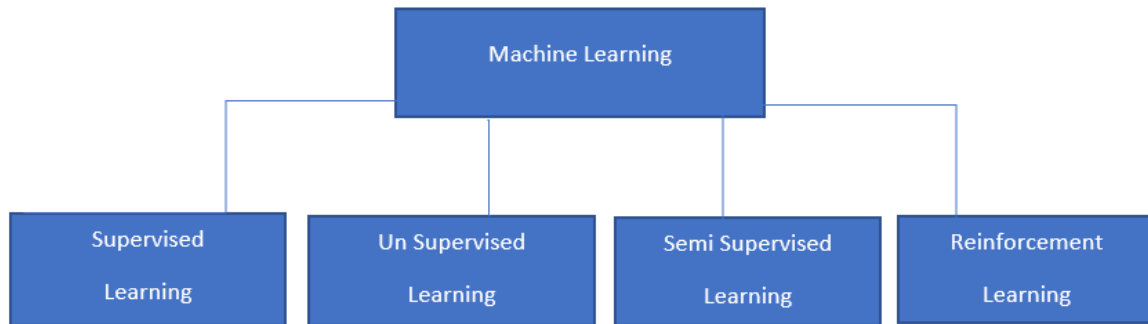 Machine Learning
Supervised
Learning
Un Supervised
Learning
Semi Supervised
Learning
Reinforcement
Learning